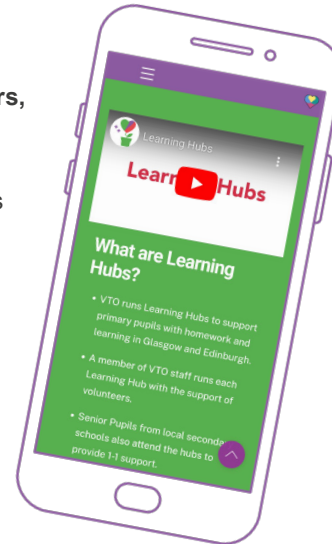 rs,
s
Learning Hubs
Lear Hubs
What are Learning
Hubs?
• VTO runs Learning Hubs to support
primary pupils with homework and
learning in Glasgow and Edinburgh.
• A member of VTO staff runs each
Learning Hub with the support of
volunteers.
• Senior Pupils from local seconda
schools also attend the hubs to
provide 1-1 support.